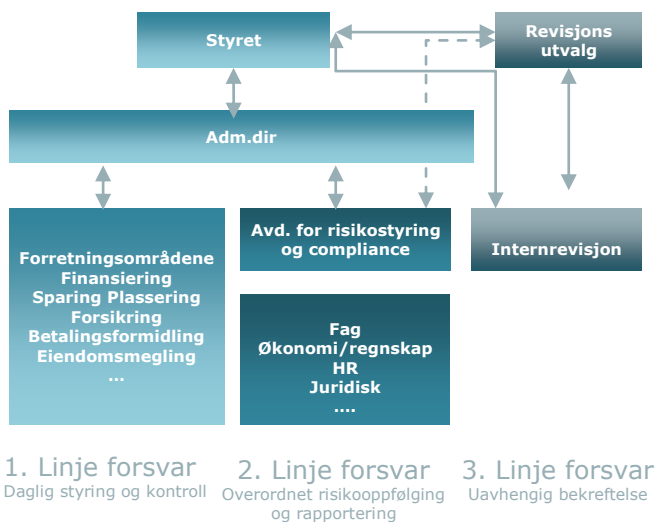 Styret
Revisjons
utvalg
Adm.dir
Forretningsområdene
Finansiering
Sparing Plassering
Forsikring
Betalingsformidling
Eiendomsmegling
...
Avd. for risikostyring
og compliance
Fag
Økonomi/regnskap
HR
Juridisk
....
Internrevisjon
1. Linje forsvar
Daglig styring og kontroll
2. Linje forsvar
Overordnet risikooppfølging
og rapportering
3. Linje forsvar
Uavhengig bekreftelse